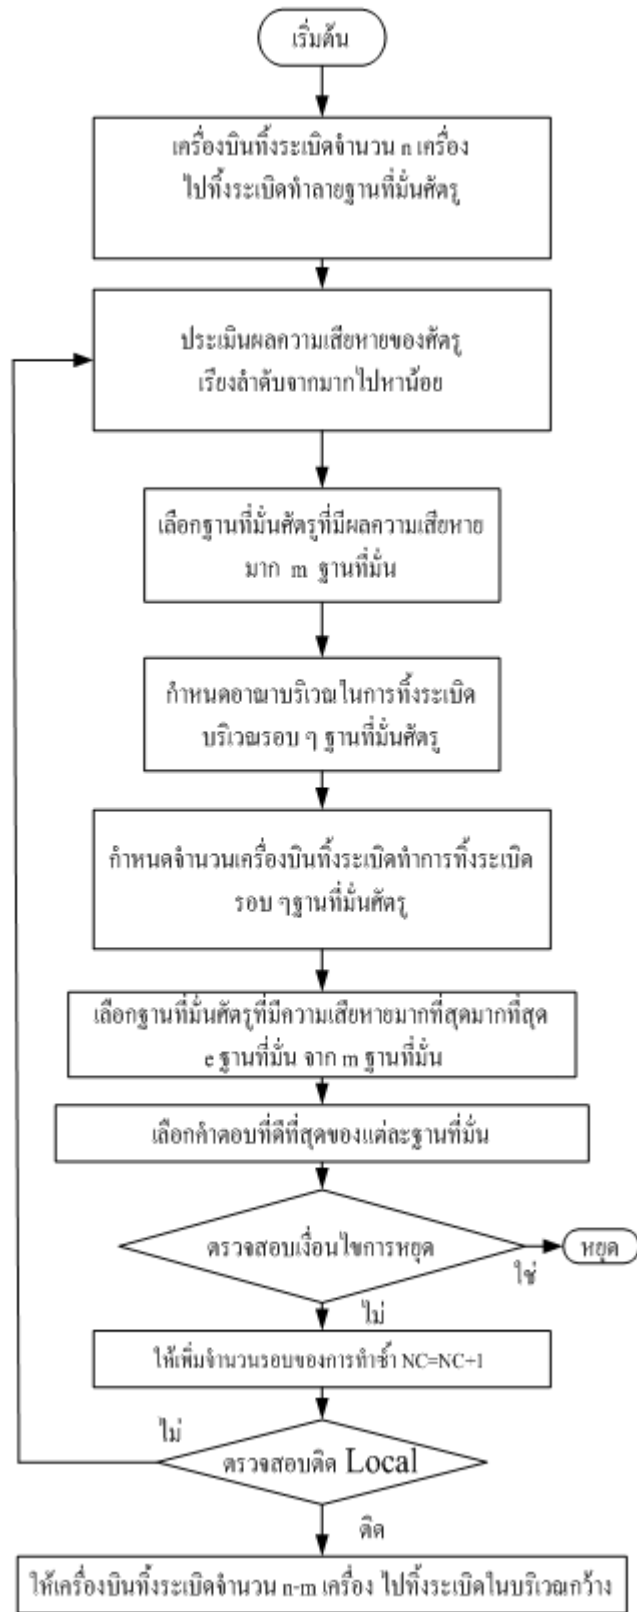 เริ่มต้น
เครื่องบินทิ้งระเบิดจำนวน n เครื่อง
ไปทิ้งระเบิดทำลายฐานที่มั่นศัตรู
ประเมินผลความเสียหายของศัตรู
เรียงลำดับจากมากไปหาน้อย
เลือกฐานที่มั่นศัตรูที่มีผลความเสียหาย
มาก m ฐานที่มั่น
กำหนดอาณาบริเวณในการทิ้งระเบิด
บริเวณรอบ ๆ ฐานที่มั่นศัตรู
กำหนดจำนวนเครื่องบินทิ้งระเบิดทำการทิ้งระเบิด
รอบ ๆฐานที่มั่นศัตรู
เลือกฐานที่มั่นศัตรูที่มีความเสียหายมากที่สุดมากที่สุด
e ฐานที่มั่น จาก m ฐานที่มั่น
เลือกคำตอบที่ดีที่สุดของแต่ละฐานที่มั่น
ตรวจสอบเงื่อนไขการหยุด
หยุด
ใช่
ไม่
ให้เพิ่มจำนวนรอบของการทำซ้ำ NC=NC+1
ไม่
ตรวจสอบติด Local
ติด
ให้เครื่องบินทิ้งระเบิดจำนวน n-m เครื่อง ไปทิ้งระเบิดในบริเวณกว้าง